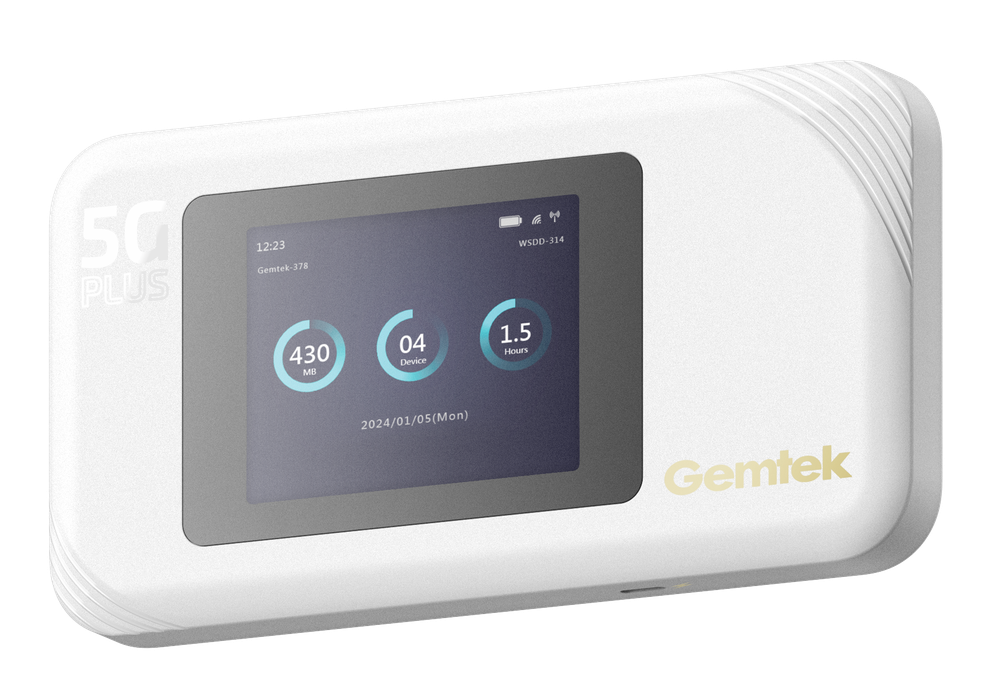 5G
PLUS
12:23
WSDD-314
Gemtek-378
430
MB
04
Device
1.5
Hours
2024/01/05(Mon)
Gemtek